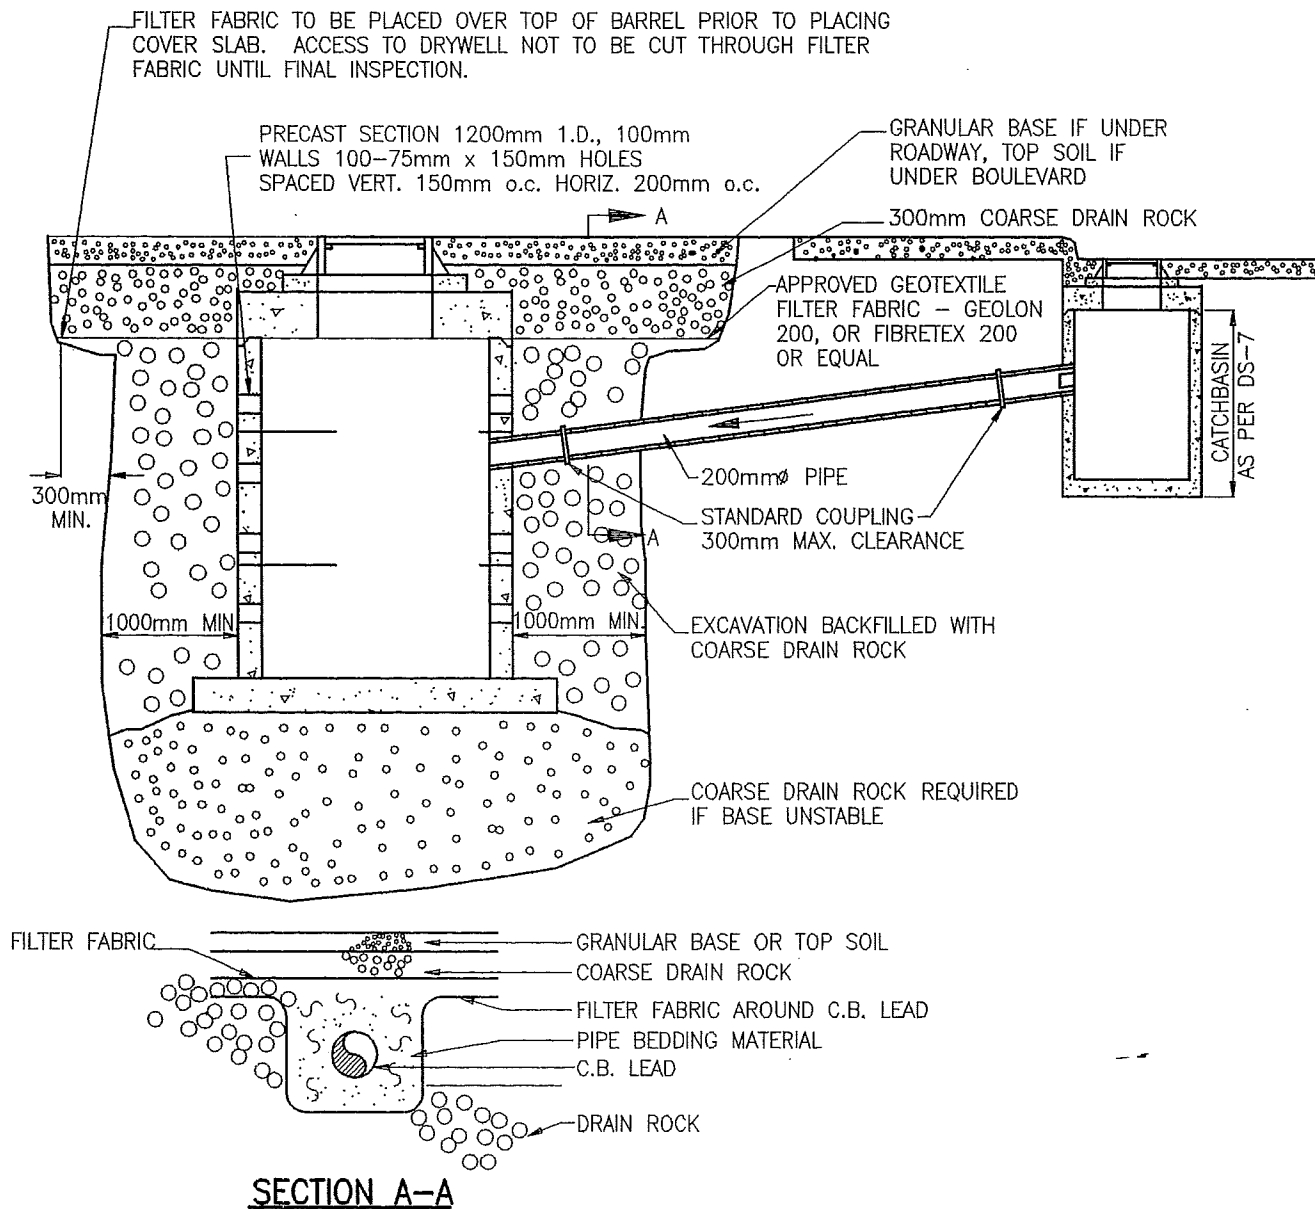 FILTER FABRIC TO BE PLACED OVER TOP OF BARREL PRIOR TO PLACING
COVER SLAB. ACCESS TO DRYWELL NOT TO BE CUT THROUGH FILTER
FABRIC UNTIL FINAL INSPECTION.
PRECAST SECTION 1200mm 1.D., 100mm
WALLS 100-75mm x 150mm HOLES
SPACED VERT. 150mm o.c. HORIZ. 200mm o.c.
GRANULAR BASE IF UNDER
ROADWAY, TOP SOIL IF
UNDER BOULEVARD
A
300mm COARSE DRAIN ROCK
APPROVED GEOTEXTILE
FILTER FABRIC – GEOLON
200, OR FIBRETEX 200
OR EQUAL
CATCHBASIN
AS PER DS-7
300mm
MIN.
200mmø PIPE
STANDARD COUPLING
300mm MAX. CLEARANCE
A
1000mm MIN
1000mm MIN.
EXCAVATION BACKFILLED WITH
COARSE DRAIN ROCK
COARSE DRAIN ROCK REQUIRED
IF BASE UNSTABLE
FILTER FABRIC
GRANULAR BASE OR TOP SOIL
COARSE DRAIN ROCK
FILTER FABRIC AROUND C.B. LEAD
PIPE BEDDING MATERIAL
C.B. LEAD
DRAIN ROCK
SECTION A-A